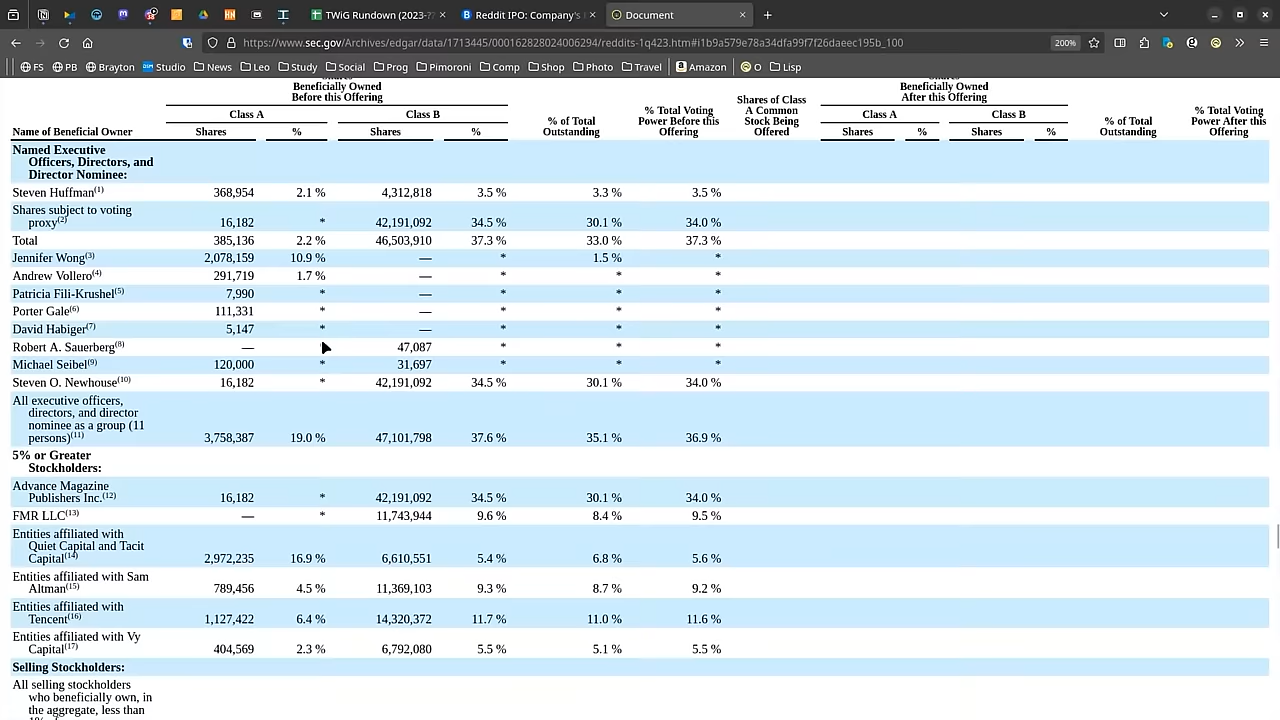 TWiG Rundown (2023-?? Reddit IPO: Company's Document
https://www.sec.gov/Archives/edgar/data/1713445/000162828024006294/reddits-1q423.htm#i1b9a579e78a34dfa99f7f26daeec195b_100 200%
FS PB Brayton Studio News Leo Study Social Prog Pimoroni Comp Shop Photo Travel Amazon O Lisp
Shares Shares
Beneficially Owned Beneficially Owned
Before this Offering After this Offering
Class A Class B Class A Class B
Name of Beneficial Owner Shares % Shares % % of Total Outstanding % Total Voting Power Before this Offering Shares of Class A Common Stock Being Offered Shares % Shares % % of Total Outstanding % Total Voting Power After this Offering
Named Executive
Officers, Directors, and
Director Nominee:
Steven Huffman(1) 368,954 2.1 % 4,312,818 3.5 % 3.3 % 3.5 %
Shares subject to voting
proxy(2) 16,182 * 42,191,092 34.5 % 30.1 % 34.0 %
Total 385,136 2.2 % 46,503,910 37.3 % 33.0 % 37.3 %
Jennifer Wong(3) 2,078,159 10.9 % — * 1.5 % *
Andrew Vollero(4) 291,719 1.7 % — * * *
Patricia Fili-Krushel(5) 7,990 * — * * *
Porter Gale(6) 111,331 * — * * *
David Habiger(7) 5,147 * — * * *
Robert A. Sauerberg(8) — 47,087 * * *
Michael Seibel(9) 120,000 * 31,697 * * *
Steven O. Newhouse(10) 16,182 * 42,191,092 34.5 % 30.1 % 34.0 %
All executive officers,
directors, and director
nominee as a group (11
persons)(11) 3,758,387 19.0 % 47,101,798 37.6 % 35.1 % 36.9 %
5% or Greater
Stockholders:
Advance Magazine
Publishers Inc.(12) 16,182 * 42,191,092 34.5 % 30.1 % 34.0 %
FMR LLC(13) — * 11,743,944 9.6 % 8.4 % 9.5 %
Entities affiliated with
Quiet Capital and Tacit
Capital(14) 2,972,235 16.9 % 6,610,551 5.4 % 6.8 % 5.6 %
Entities affiliated with Sam
Altman(15) 789,456 4.5 % 11,369,103 9.3 % 8.7 % 9.2 %
Entities affiliated with
Tencent(16) 1,127,422 6.4 % 14,320,372 11.7 % 11.0 % 11.6 %
Entities affiliated with Vy
Capital(17) 404,569 2.3 % 6,792,080 5.5 % 5.1 % 5.5 %
Selling Stockholders:
All selling stockholders
who beneficially own, in
the aggregate, less than